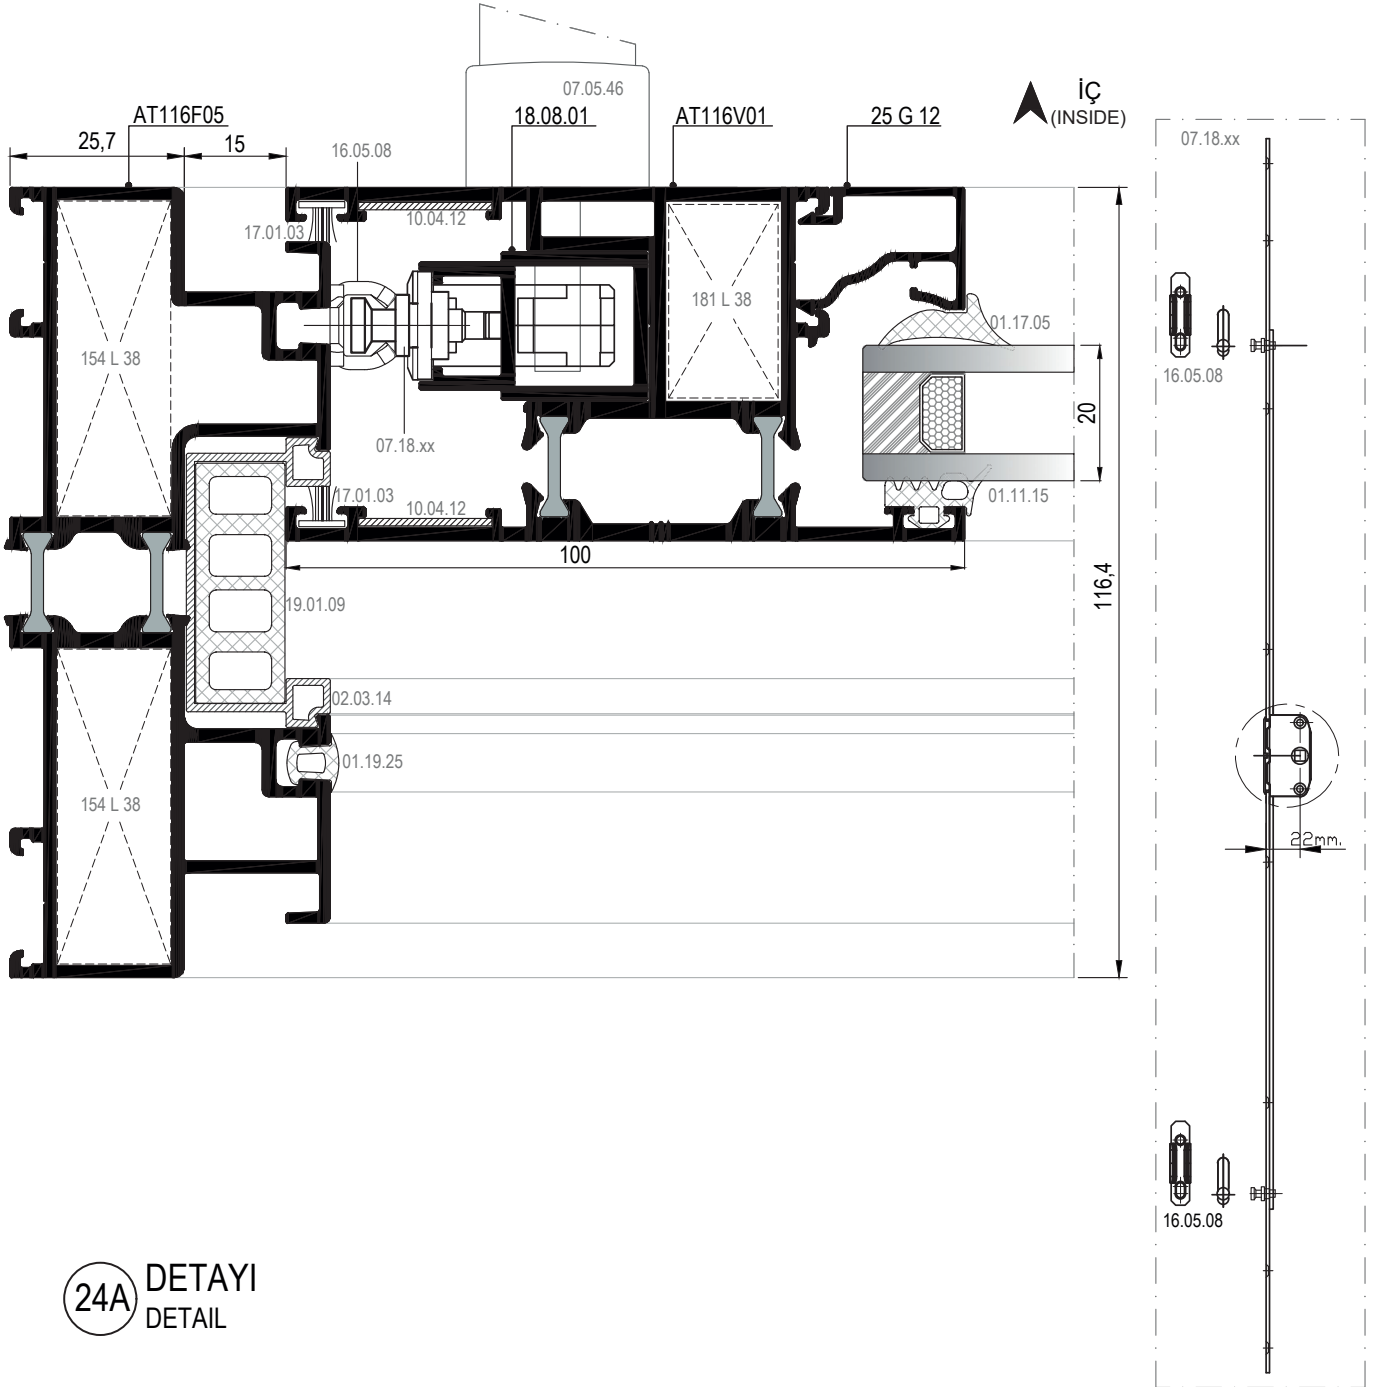 07.05.46
İÇ
(INSIDE)
AT116F05
18.08.01
AT116V01
25 G 12
25,7
15
16.05.08
07.18.xx
17.01.03
10.04.12
181 L 38
01.17.05
16.05.08
154 L 38
20
07.18.xx
17.01.03
10.04.12
01.11.15
100
116,4
19.01.09
02.03.14
01.19.25
154 L 38
22mm.
16.05.08
24A
DETAYI
DETAIL